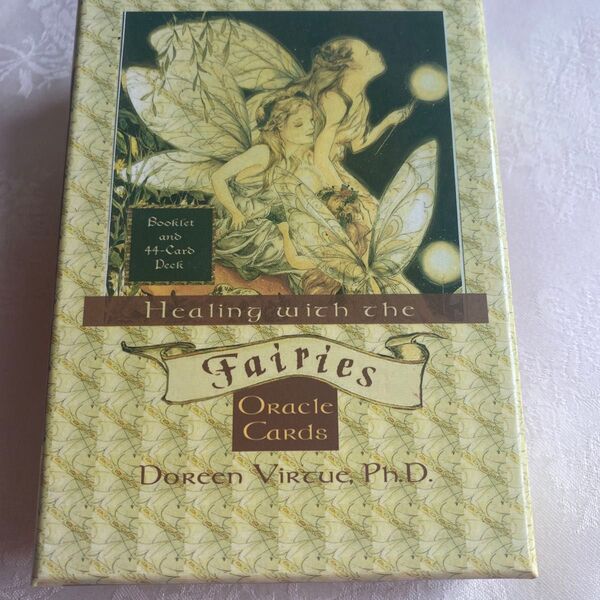 Booklet
and
44-Card
Deck
Healing with the
Fairies
Oracle
Cards
Doreen Virtue, Ph.D.